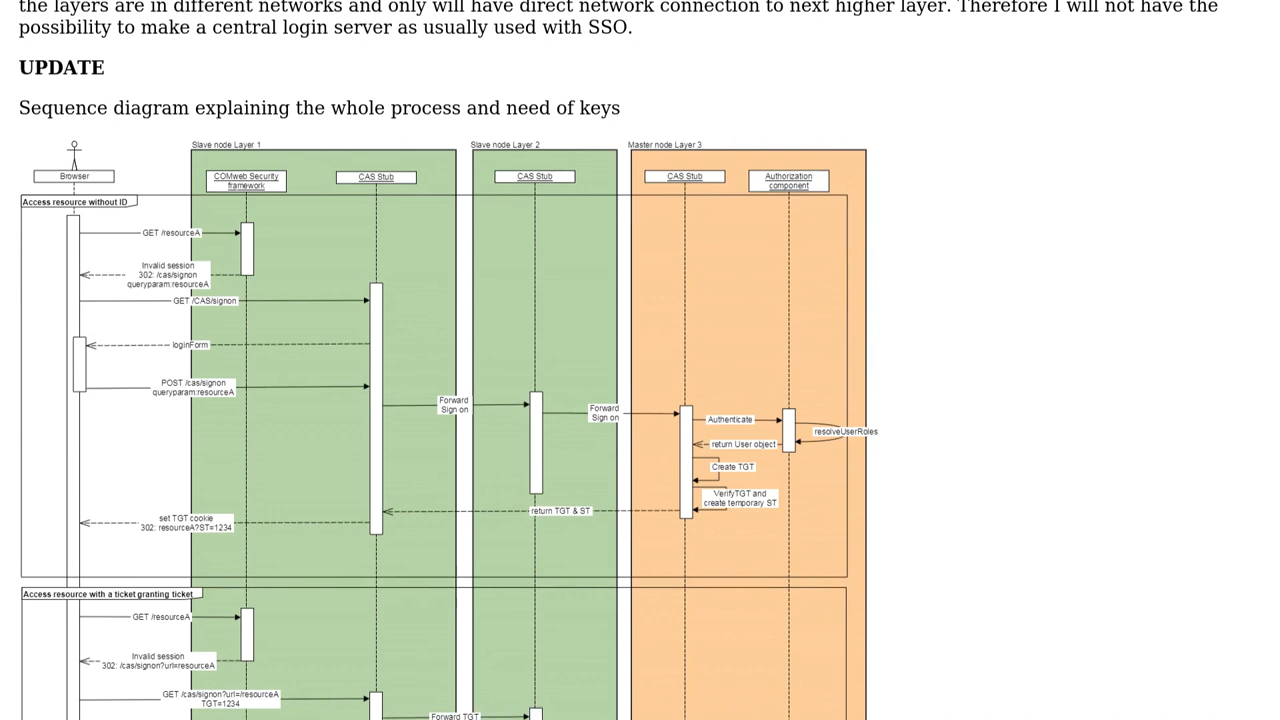 the layers are in different networks and only will have direct network connection to next higher layer. Therefore I will not have the
possibility to make a central login server as usually used with SSO.
UPDATE
Sequence diagram explaining the whole process and need of keys
Slave node Layer 1
Slave node Layer 2
Master node Layer 3
Browser
COMweb Security
framework
CAS Stub
CAS Stub
CAS Stub
Authorization
component
Access resource without ID
GET /resourceA
Invalid session
302: /cas/signon
queryparam:resourceA
GET /CAS/signon
loginForm
POST /cas/signon
queryparam:resourceA
Forward
Sign on
Forward
Sign on
Authenticate
resolveUserRoles
return User object
Create TGT
VerifyTGT and
create temporary ST
return TGT & ST
set TGT cookie
302: resourceA?ST=1234
Access resource with a ticket granting ticket
GET /resourceA
Invalid session
302: /cas/signon?url=resourceA
GET /cas/signon?url=/resourceA
TGT=1234
Forward TGT